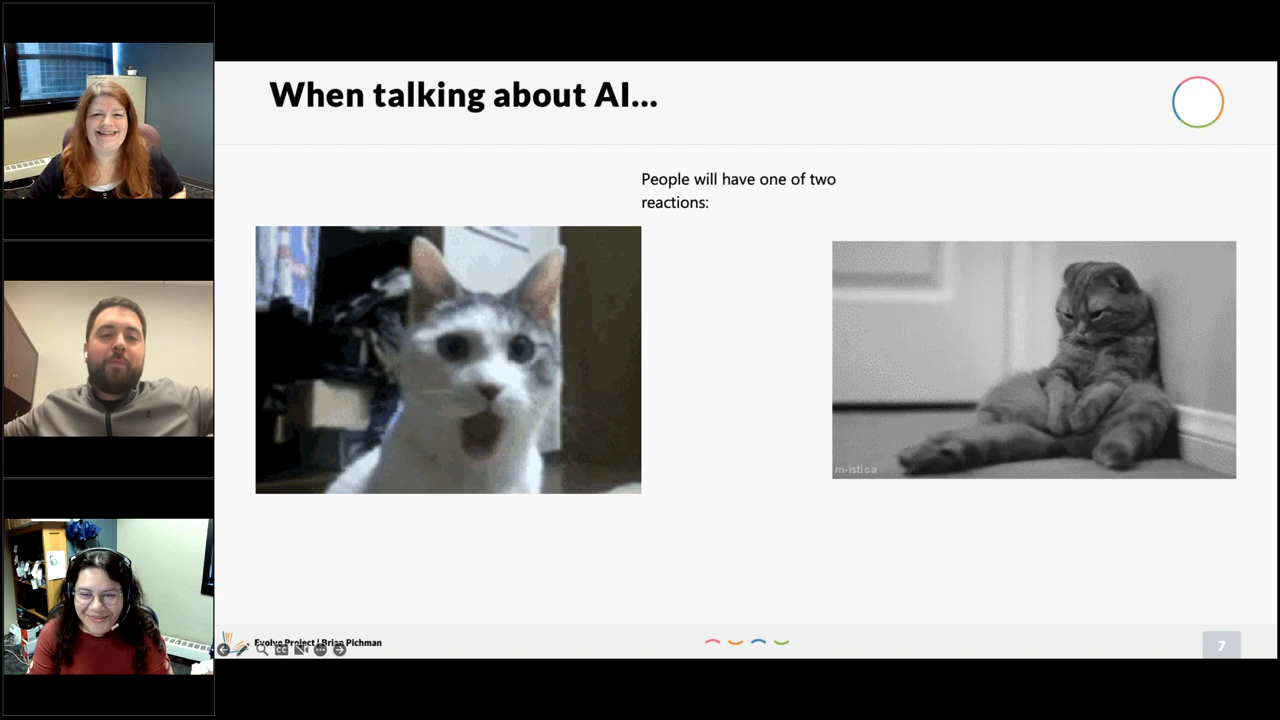 When talking about AI...
People will have one of two
reactions:
m-istica
Evolve Project | Brian Pichman
7